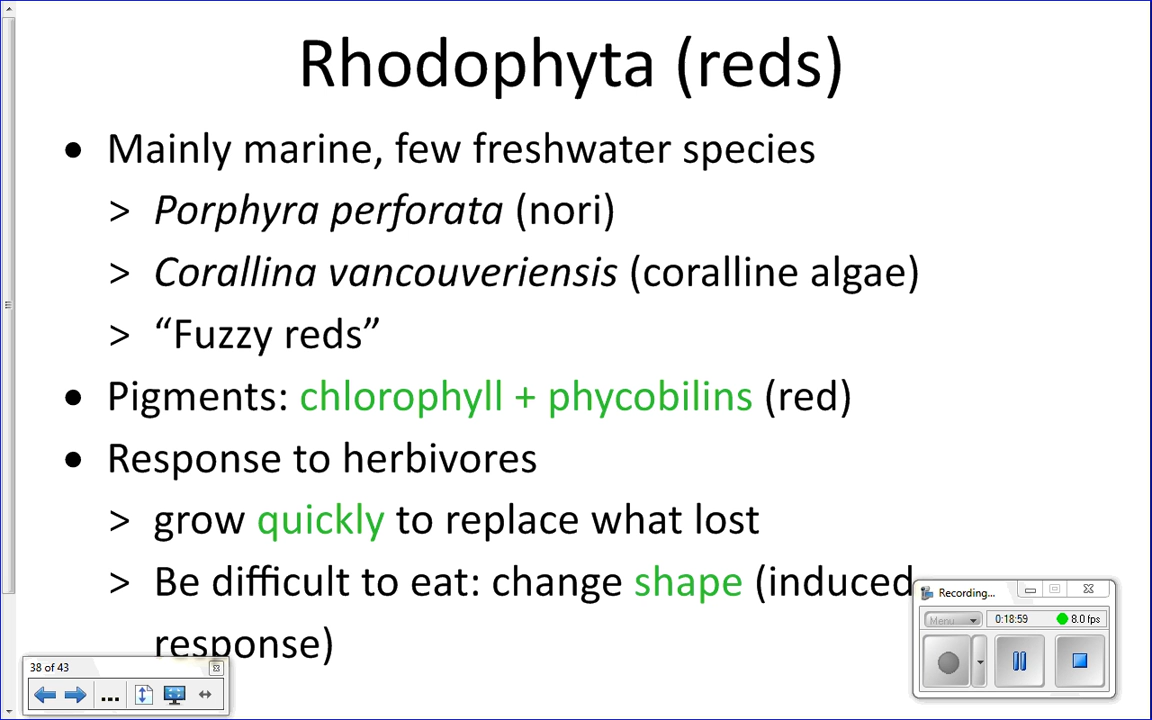 Rhodophyta (reds)
• Mainly marine, few freshwater species
> Porphyra perforata (nori)
> Corallina vancouveriensis (coralline algae)
> “Fuzzy reds”
• Pigments: chlorophyll + phycobilins (red)
• Response to herbivores
> grow quickly to replace what lost
> Be difficult to eat: change shape (induced
response)
Recording...
Menu
0:18:59
8.0 fps
38 of 43
...